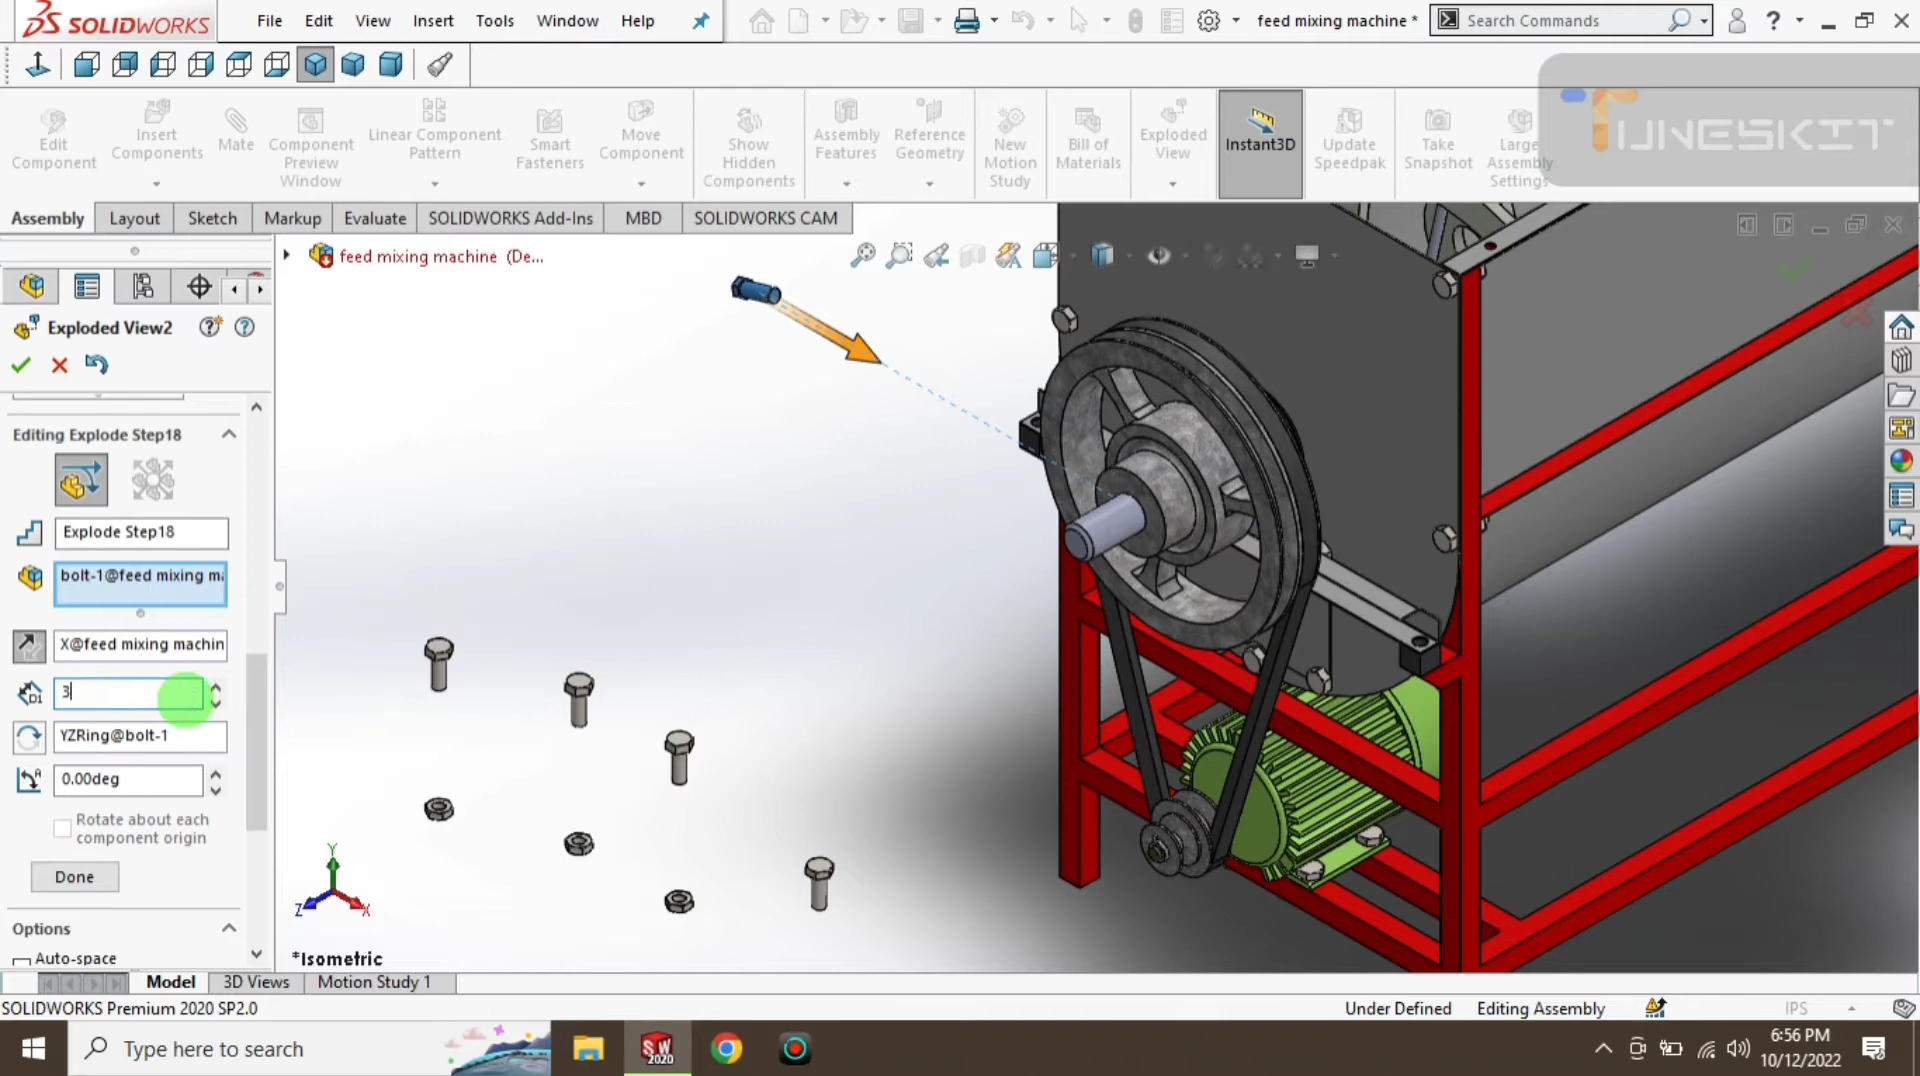 SOLIDWORKS
File Edit View Insert Tools Window Help
feed mixing machine *
Search Commands
Edit Component
Insert Components
Mate
Component Preview Window
Linear Component Pattern
Smart Fasteners
Move Component
Show Hidden Components
Assembly Features
Reference Geometry
New Motion Study
Bill of Materials
Exploded View
Instant3D
Update Speedpak
Take Snapshot
Large Assembly Settings
TUNESKIT
Assembly Layout Sketch Markup Evaluate SOLIDWORKS Add-Ins MBD SOLIDWORKS CAM
feed mixing machine (De...
Exploded View2
Editing Explode Step18
Explode Step18
bolt-1@feed mixing ma
X@feed mixing machin
D1
3
YZRing@bolt-1
0.00deg
Rotate about each
component origin
Done
Options
Auto-space
Y
Z
X
*Isometric
Model 3D Views Motion Study 1
SOLIDWORKS Premium 2020 SP2.0
Under Defined Editing Assembly IPS
Type here to search
SW
2020
6:56 PM
10/12/2022